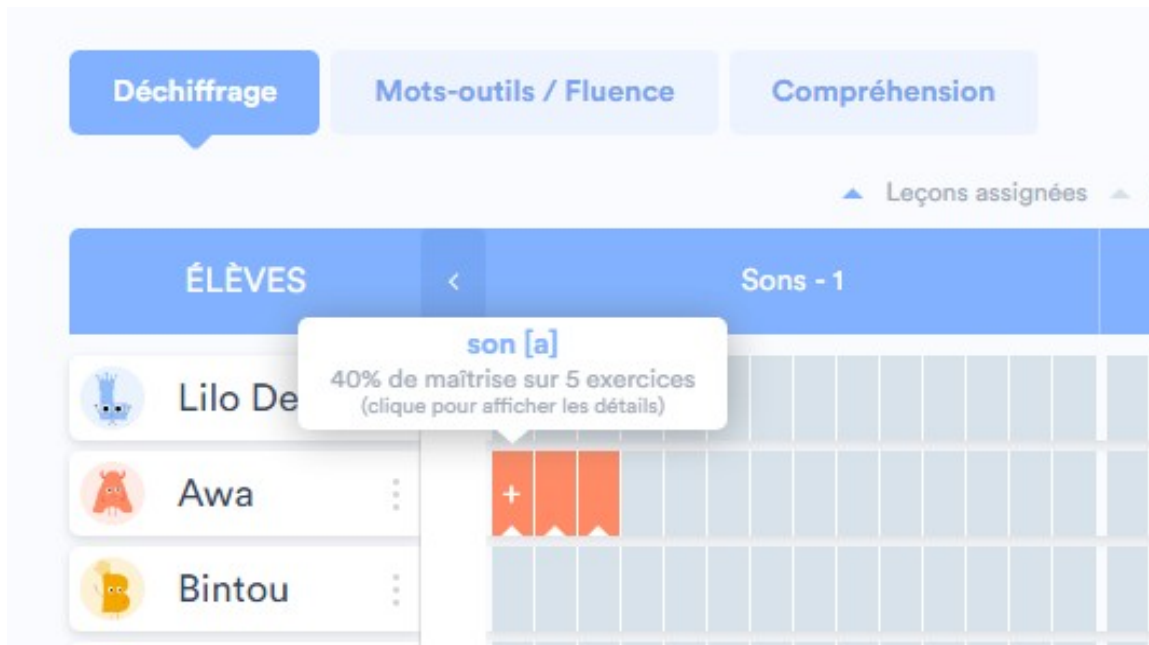 Déchiffrage
Mots-outils / Fluence
Compréhension
Leçons assignées
ÉLÈVES
<
Sons - 1
son [a]
40% de maîtrise sur 5 exercices
(clique pour afficher les détails)
Lilo De
Awa
+
Bintou